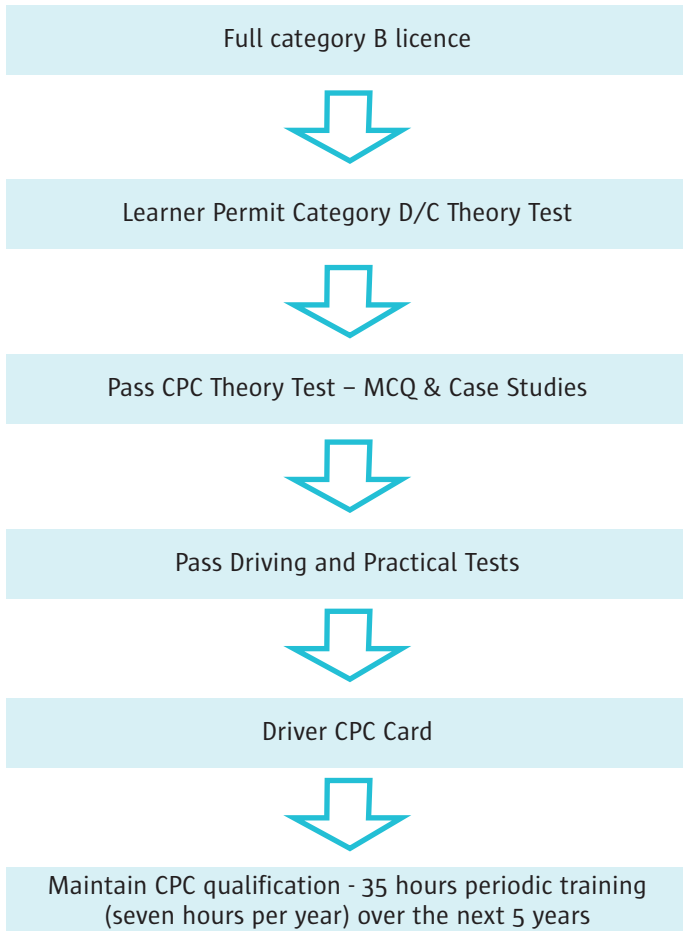 Full category B licence
Learner Permit Category D/C Theory Test
Pass CPC Theory Test – MCQ & Case Studies
Pass Driving and Practical Tests
Driver CPC Card
Maintain CPC qualification - 35 hours periodic training
(seven hours per year) over the next 5 years